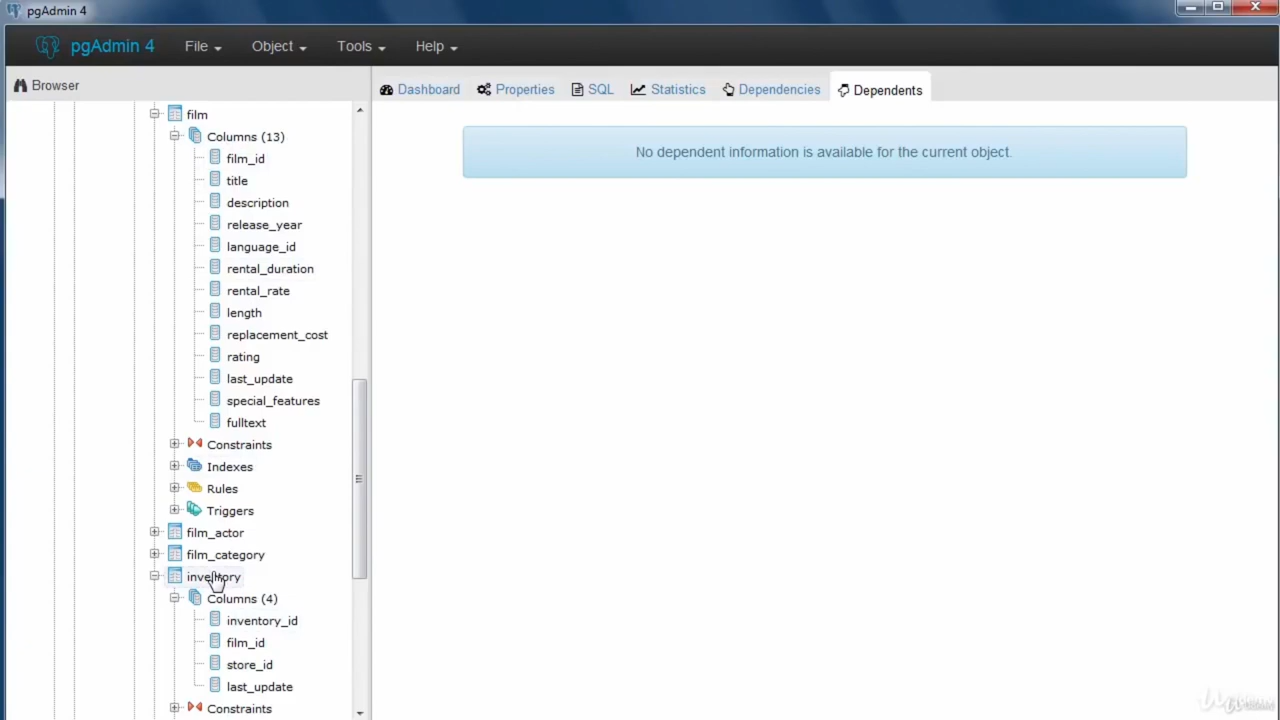 pgAdmin 4
pgAdmin 4 File Object Tools Help
Browser
Dashboard Properties SQL Statistics Dependencies Dependents
No dependent information is available for the current object.
film
Columns (13)
film_id
title
description
release_year
language_id
rental_duration
rental_rate
length
replacement_cost
rating
last_update
special_features
fulltext
Constraints
Indexes
Rules
Triggers
film_actor
film_category
inventory
Columns (4)
inventory_id
film_id
store_id
last_update
Constraints